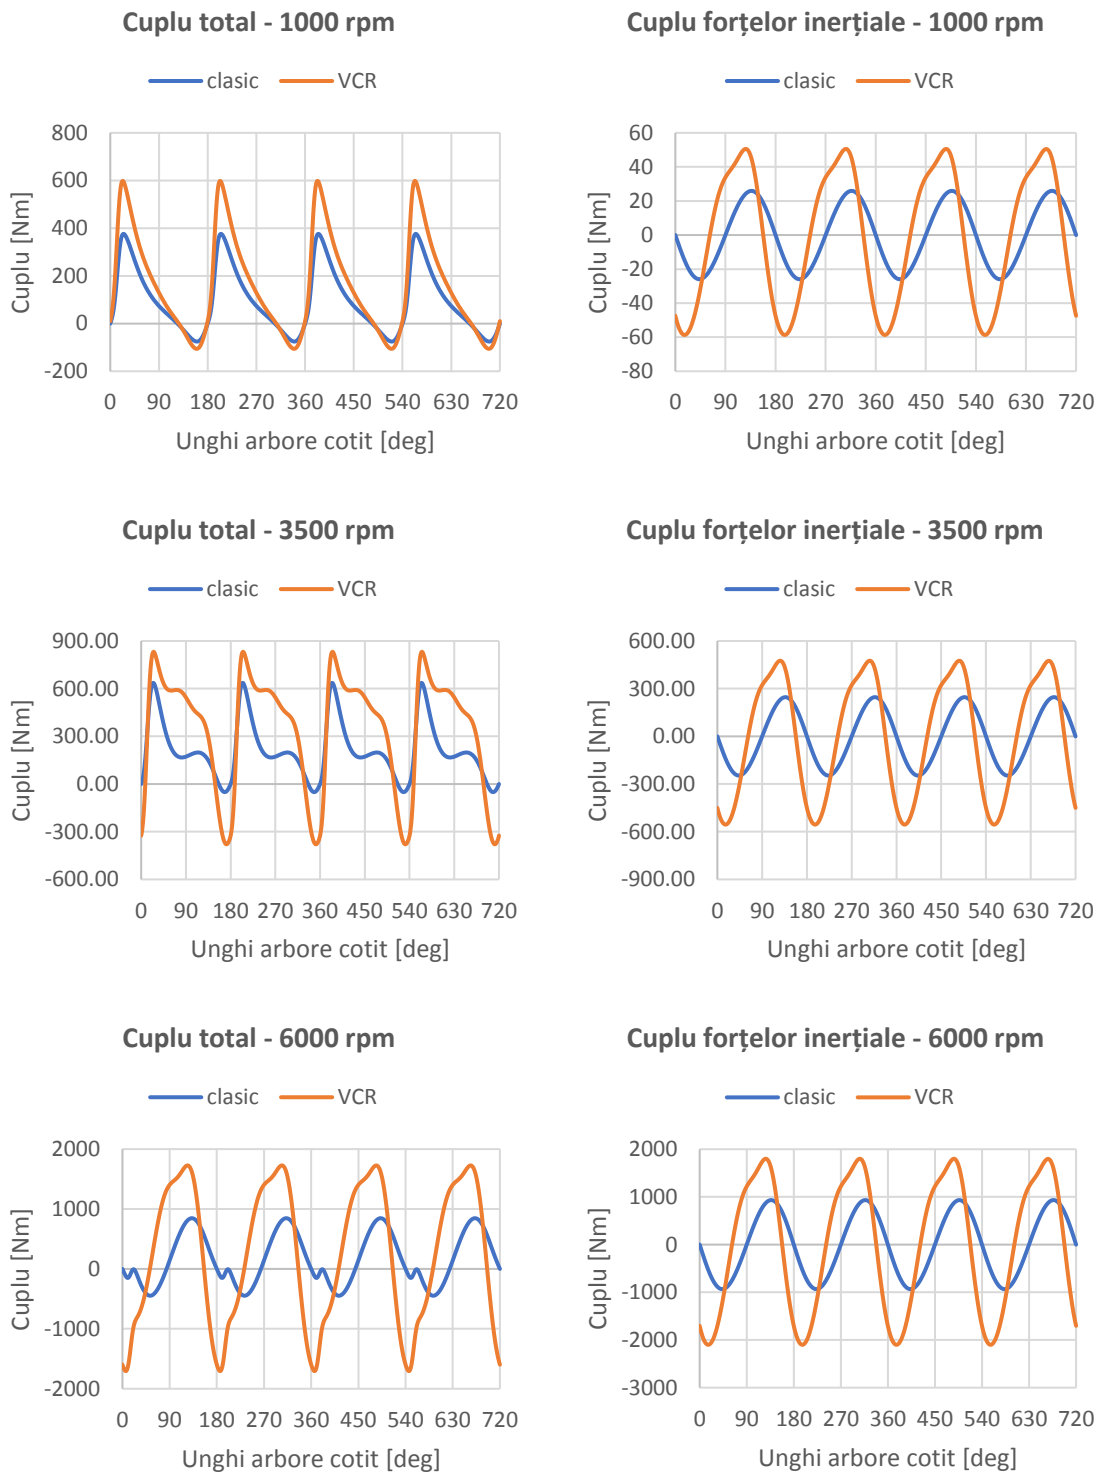 Cuplu total - 1000 rpm
clasic VCR
800
600
400
200
0
-200
Cuplu [Nm]
0 90 180 270 360 450 540 630 720
Unghi arbore cotit [deg]
Cuplu forțelor inerțiale - 1000 rpm
clasic VCR
60
40
20
0
-20
-40
-60
-80
Cuplu [Nm]
0 90 180 270 360 450 540 630 720
Unghi arbore cotit [deg]
Cuplu total - 3500 rpm
clasic VCR
900.00
600.00
300.00
0.00
-300.00
-600.00
Cuplu [Nm]
0 90 180 270 360 450 540 630 720
Unghi arbore cotit [deg]
Cuplu forțelor inerțiale - 3500 rpm
clasic VCR
600.00
300.00
0.00
-300.00
-600.00
-900.00
Cuplu [Nm]
0 90 180 270 360 450 540 630 720
Unghi arbore cotit [deg]
Cuplu total - 6000 rpm
clasic VCR
2000
1000
0
-1000
-2000
Cuplu [Nm]
0 90 180 270 360 450 540 630 720
Unghi arbore cotit [deg]
Cuplu forțelor inerțiale - 6000 rpm
clasic VCR
2000
1000
0
-1000
-2000
-3000
Cuplu [Nm]
0 90 180 270 360 450 540 630 720
Unghi arbore cotit [deg]